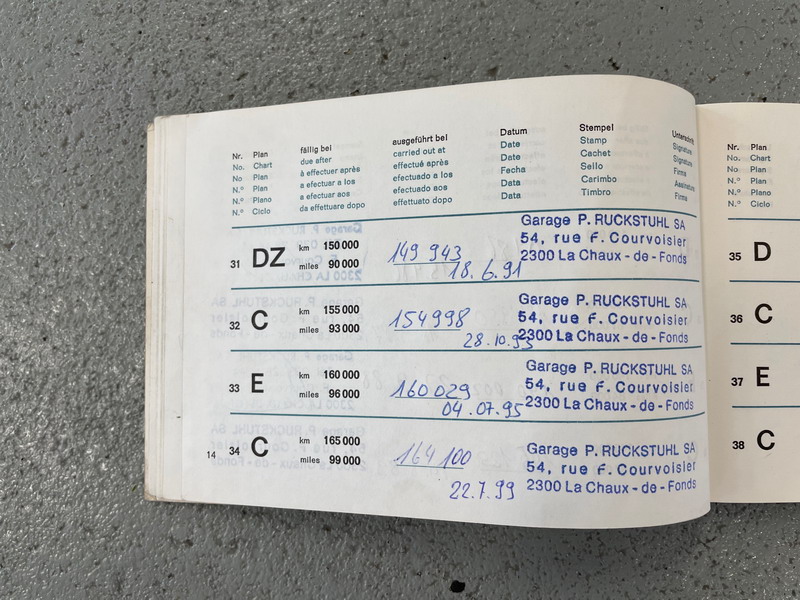 Nr. Plan fällig bei ausgeführt bei Datum Stempel Unterschrift
No. Chart due after carried out at Date Stamp Signature
No Plan à effectuer après effectué après Date Cachet Signature
N.º Plan a efectuar a los efectuado a los Fecha Sello Firma
N.º Plano a efectuar aos efectuado aos Data Carimbo Assinatura
N.º Ciclo da effettuare dopo effettuato dopo Data Timbro Firma
31 DZ km 150 000 149 943 Garage P. RUCKSTUHL SA
miles 90 000 18.6.91 54, rue F. Courvoisier
2300 La Chaux - de - Fonds
32 C km 155 000 154998 Garage P. RUCKSTUHL SA
miles 93 000 28.10.93 54, rue F. Courvoisier
2300 La Chaux - de - Fonds
33 E km 160 000 160 029 Garage P. RUCKSTUHL SA
miles 96 000 04.07.95 54, rue F. Courvoisier
2300 La Chaux - de - Fonds
34 C km 165 000 164 100 Garage P. RUCKSTUHL SA
miles 99 000 22.7.99 54, rue F. Courvoisier
2300 La Chaux - de - Fonds
14
Nr. Plan
No. Chart
No Plan
N.º Plan
N.º Plano
N.º Ciclo
35 D
36 C
37 E
38 C